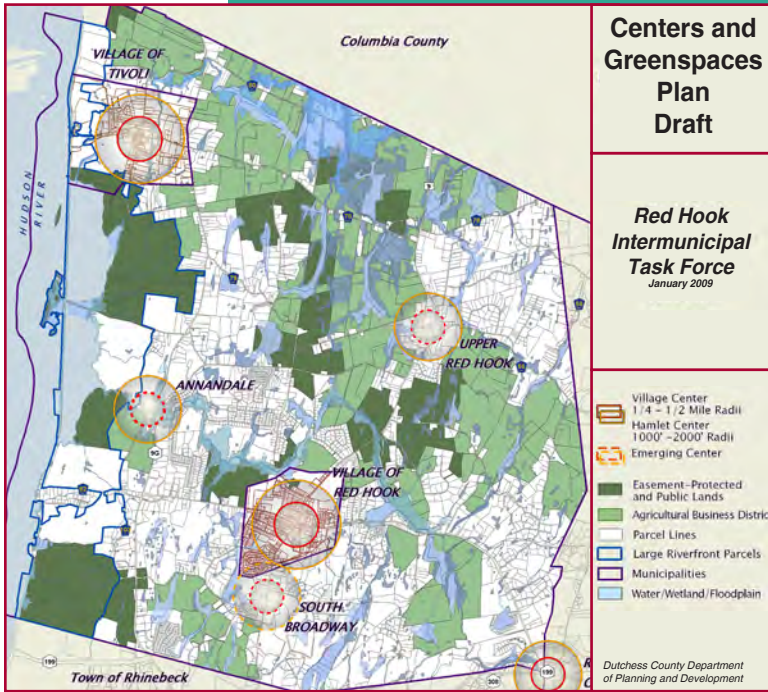 Centers and
Greenspaces
Plan
Draft
Red Hook
Intermunicipal
Task Force
January 2009
Village Center
1/4 - 1/2 Mile Radii
Hamlet Center
1000' -2000' Radii
Emerging Center
Easement-Protected
and Public Lands
Agricultural Business Distric
Parcel Lines
Large Riverfront Parcels
Municipalities
Water/Wetland/Floodplain
Dutchess County Department
of Planning and Development
Columbia County
VILLAGE OF
TIVOLI
HUDSON
RIVER
9
UPPER
RED HOOK
ANNANDALE
9G
VILLAGE OF
RED HOOK
SOUTH
BROADWAY
199
Town of Rhinebeck
308
199
R